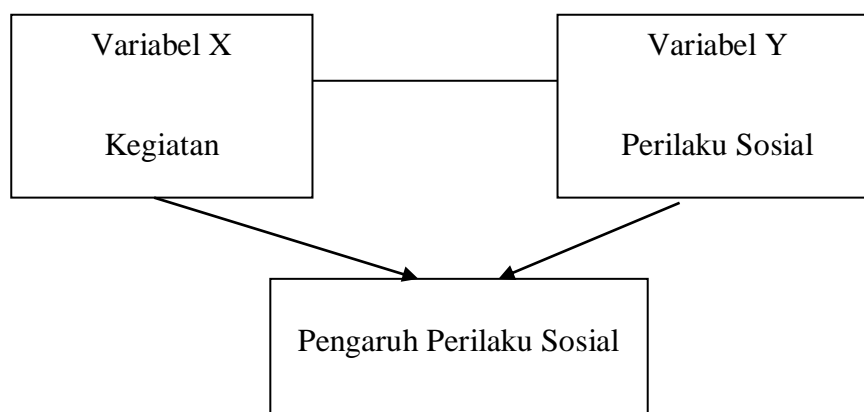 Variabel X
Kegiatan
Variabel Y
Perilaku Sosial
Pengaruh Perilaku Sosial